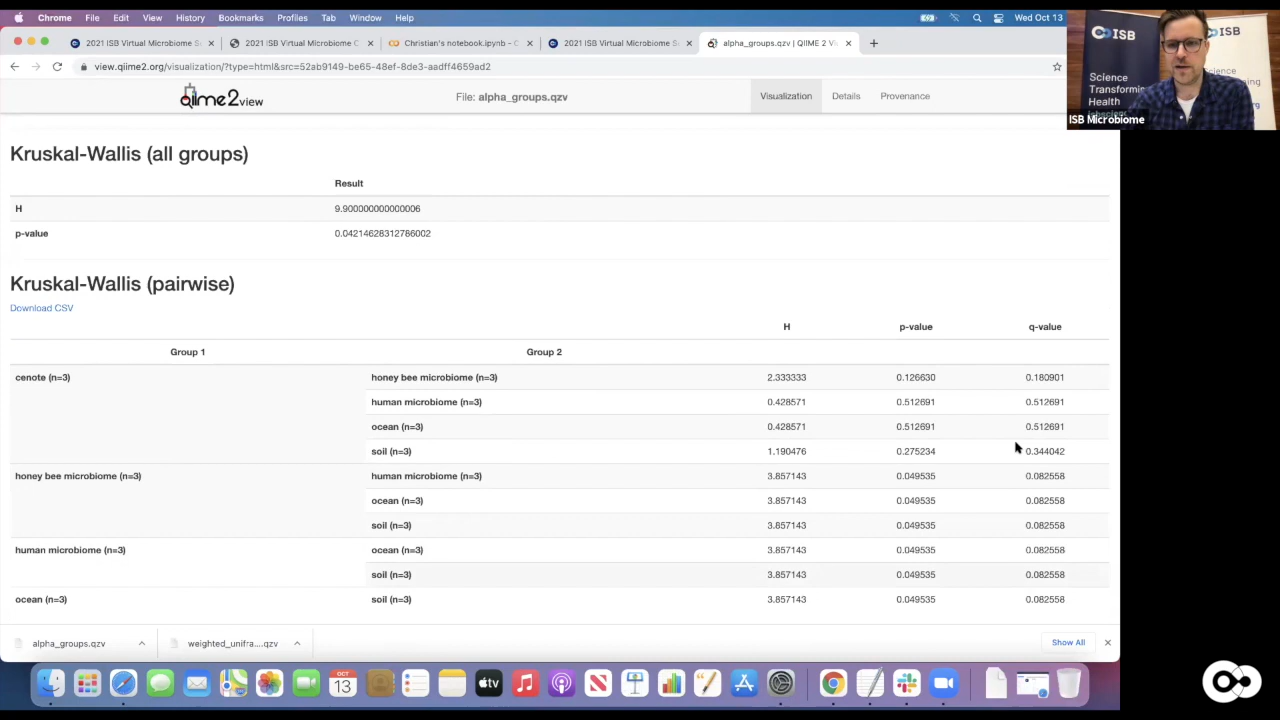 Chrome File Edit View History Bookmarks Profiles Tab Window Help Wed Oct 13
2021 ISB Virtual Microbiome S
2021 ISB Virtual Microbiome C
Christian's notebook.ipynb - C
2021 ISB Virtual Microbiome S
alpha_groups.qzv | QIIME 2 Vi
view.qiime2.org/visualization/?type=html&src=52ab9149-be65-48ef-8de3-aadff4659ad2
qiime2view File: alpha_groups.qzv Visualization Details Provenance
ISB
ISB
Science
Transforming
Health
ISB Microbiome
Kruskal-Wallis (all groups)
Result
H 9.900000000000006
p-value 0.04214628312786002
Kruskal-Wallis (pairwise)
Download CSV
H p-value q-value
Group 1 Group 2
cenote (n=3) honey bee microbiome (n=3) 2.333333 0.126630 0.180901
human microbiome (n=3) 0.428571 0.512691 0.512691
ocean (n=3) 0.428571 0.512691 0.512691
soil (n=3) 1.190476 0.275234 0.344042
honey bee microbiome (n=3) human microbiome (n=3) 3.857143 0.049535 0.082558
ocean (n=3) 3.857143 0.049535 0.082558
soil (n=3) 3.857143 0.049535 0.082558
human microbiome (n=3) ocean (n=3) 3.857143 0.049535 0.082558
soil (n=3) 3.857143 0.049535 0.082558
ocean (n=3) soil (n=3) 3.857143 0.049535 0.082558
alpha_groups.qzv weighted_unifra....qzv Show All
OCT
13
tv